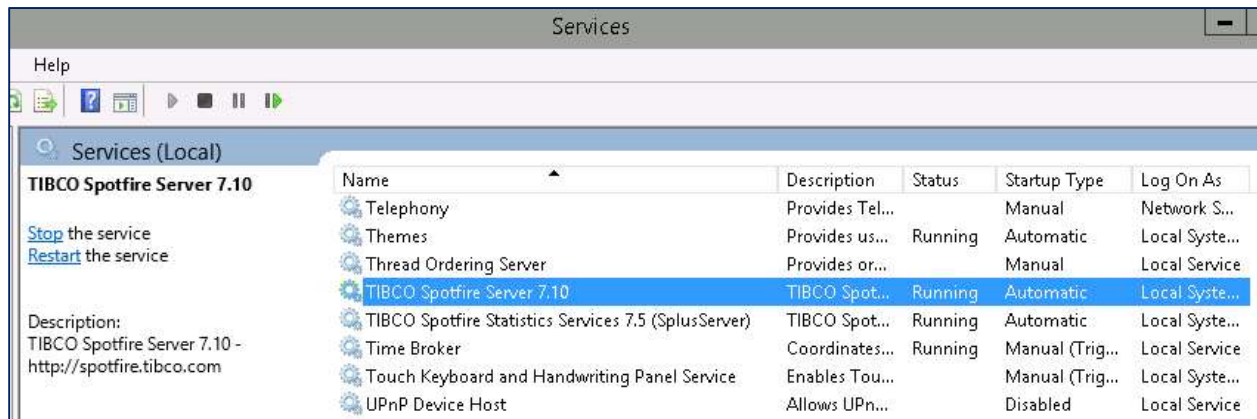 Services
Help
Services (Local)
TIBCO Spotfire Server 7.10
Stop the service
Restart the service
Description:
TIBCO Spotfire Server 7.10 -
http://spotfire.tibco.com
Name Description Status Startup Type Log On As
Telephony Provides Tel... Manual Network S...
Themes Provides us... Running Automatic Local Syste...
Thread Ordering Server Provides or... Manual Local Service
TIBCO Spotfire Server 7.10 TIBCO Spot... Running Automatic Local Syste...
TIBCO Spotfire Statistics Services 7.5 (SplusServer) TIBCO Spot... Running Automatic Local Syste...
Time Broker Coordinates... Running Manual (Trig... Local Service
Touch Keyboard and Handwriting Panel Service Enables Tou... Manual (Trig... Local Syste...
UPnP Device Host Allows UPn... Disabled Local Service